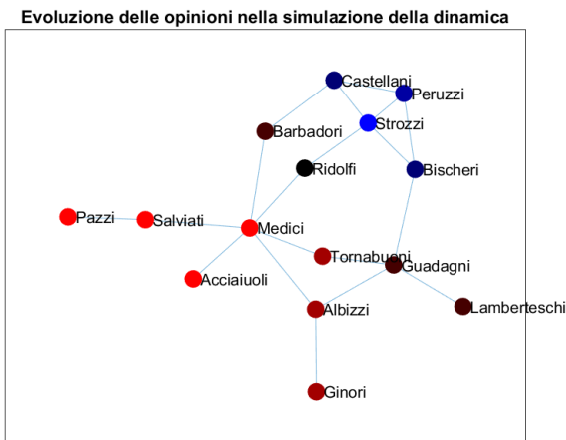 Evoluzione delle opinioni nella simulazione della dinamica
Castellani
Peruzzi
Strozzi
Barbadori
Ridolfi
Bischeri
Pazzi
Salviati
Medici
Tornabuoni
Guadagni
Acciaiuoli
Albizzi
Lamberteschi
Ginori